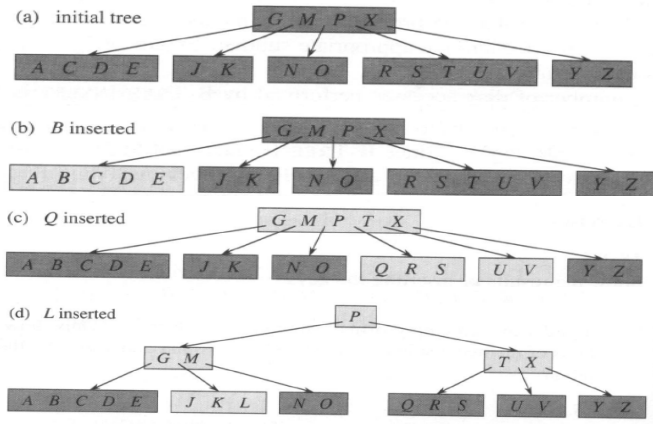 (a) initial tree
G M P X
A C D E J K N O R S T U V Y Z
(b) B inserted
G M P X
A B C D E J K N O R S T U V Y Z
(c) Q inserted
G M P T X
A B C D E J K N O Q R S U V Y Z
(d) L inserted
P
G M T X
A B C D E J K L N O Q R S U V Y Z